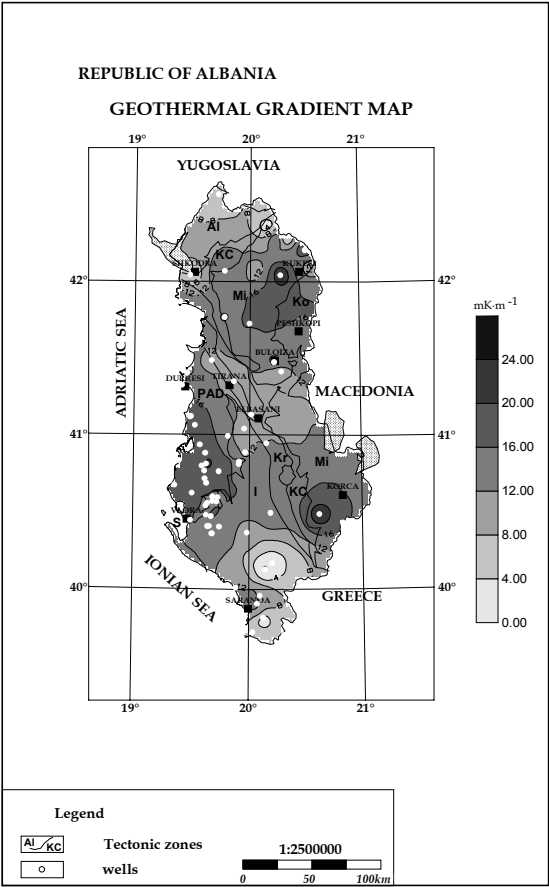 REPUBLIC OF ALBANIA
GEOTHERMAL GRADIENT MAP
19° 20° 21°
YUGOSLAVIA
Al
KC
SHKODRA
KUKESI
42° 42°
Mi
Ko
PESHKOPI
mK·m⁻¹
ADRIATIC SEA
BULQIZA
24.00
DURRESI
TIRANA
PAD
MACEDONIA
20.00
ELBASANI
41° 41°
16.00
Kr
Mi
12.00
I
KC
KORCA
VLORA
S
8.00
IONIAN SEA
40° 40°
4.00
SARANDA
GREECE
0.00
19° 20° 21°
Legend
Al KC Tectonic zones
wells
1:2500000
0 50 100km